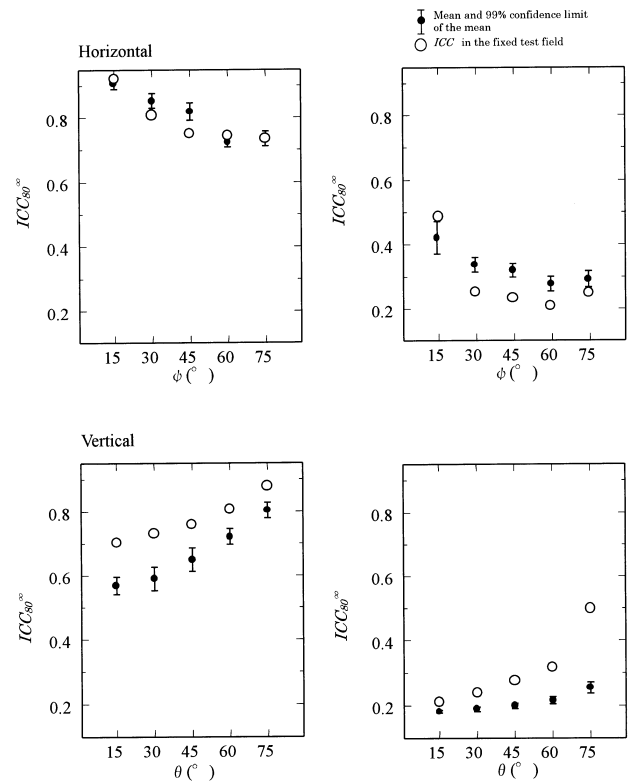 Mean and 99% confidence limit
of the mean
ICC in the fixed test field
Horizontal
0.8
0.6
0.4
0.2
ICC₈₀∞
15 30 45 60 75
ϕ (° )
0.8
0.6
0.4
0.2
ICC₈₀∞
15 30 45 60 75
ϕ (° )
Vertical
0.8
0.6
0.4
0.2
ICC₈₀∞
15 30 45 60 75
θ (° )
0.8
0.6
0.4
0.2
ICC₈₀∞
15 30 45 60 75
θ (° )